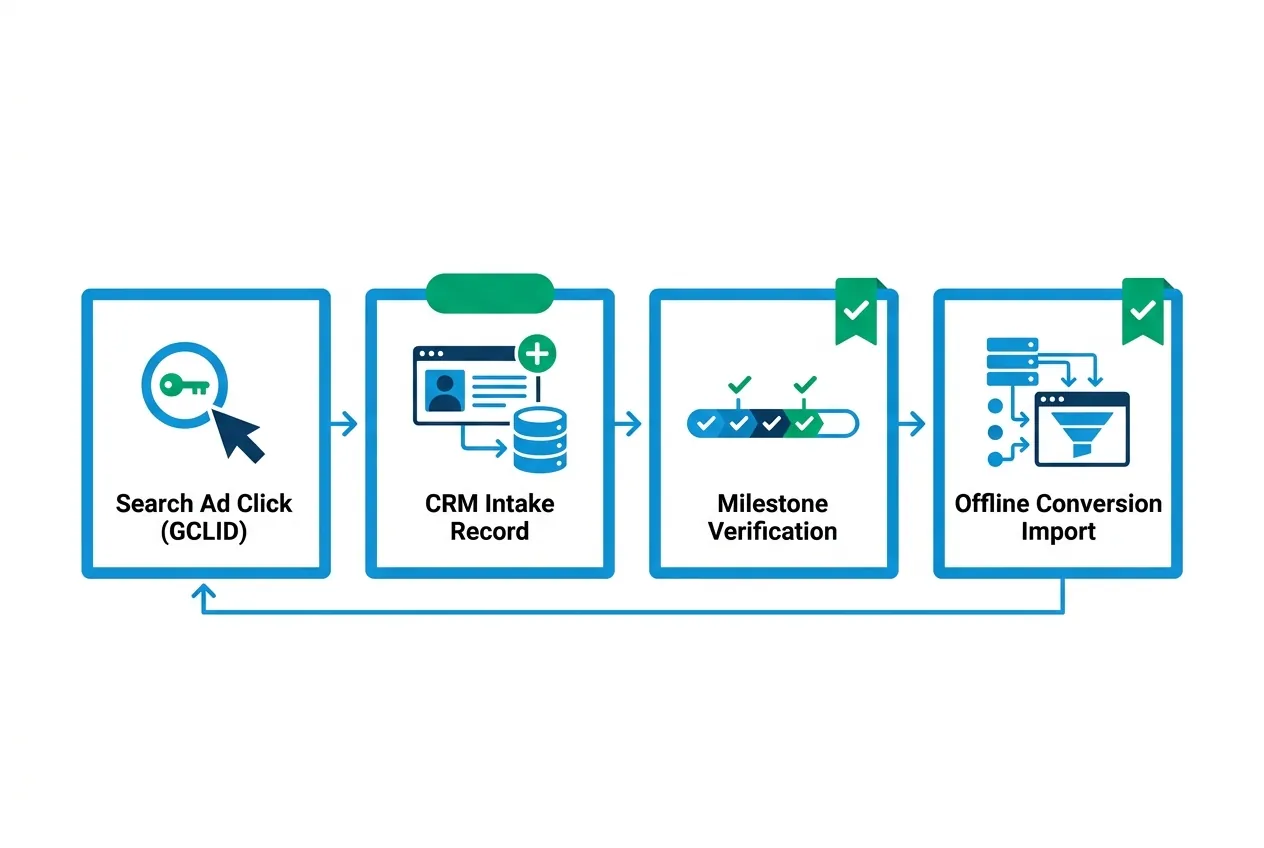 Search Ad Click
(GCLID)
CRM Intake
Record
Milestone
Verification
Offline Conversion
Import